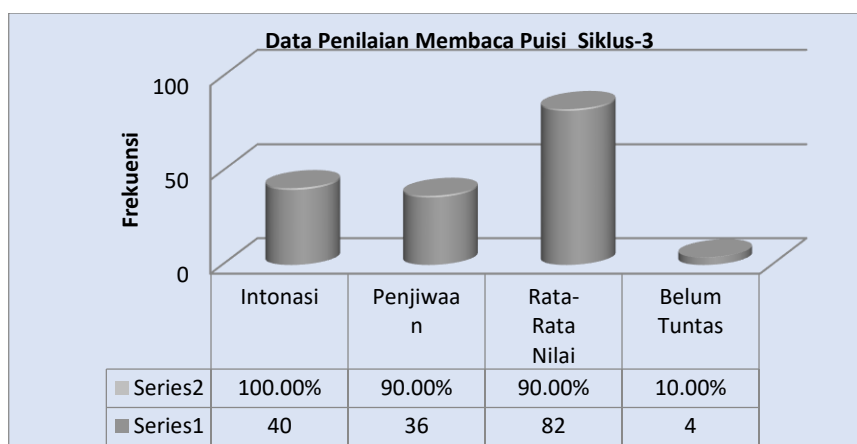 Data Penilaian Membaca Puisi Siklus-3
Frekuensi
100
50
0
Intonasi
Penjiwaa
n
Rata-
Rata
Nilai
Belum
Tuntas
Series2 100.00% 90.00% 90.00% 10.00%
Series1 40 36 82 4